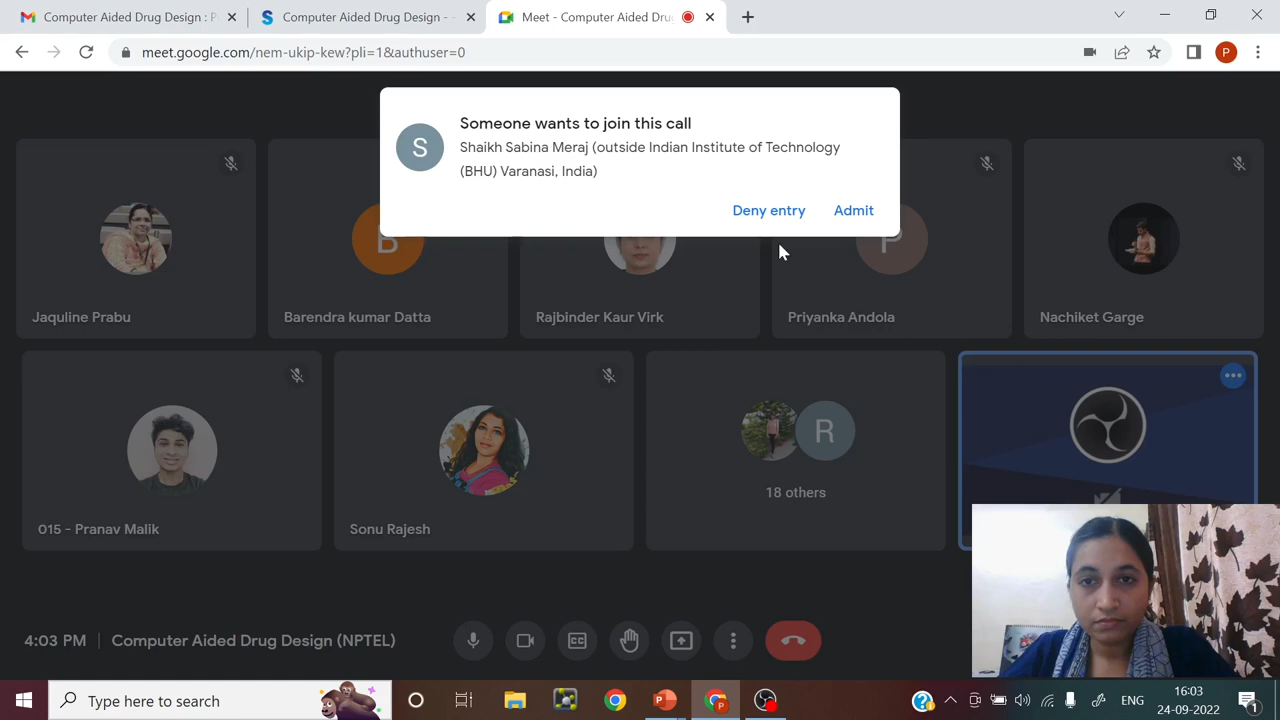 Computer Aided Drug Design : P
Computer Aided Drug Design - -
Meet - Computer Aided Dru
meet.google.com/nem-ukip-kew?pli=1&authuser=0
P
Someone wants to join this call
S
Shaikh Sabina Meraj (outside Indian Institute of Technology
(BHU) Varanasi, India)
Deny entry
Admit
B
P
Jaquline Prabu
Barendra kumar Datta
Rajbinder Kaur Virk
Priyanka Andola
Nachiket Garge
R
18 others
015 - Pranav Malik
Sonu Rajesh
4:03 PM
Computer Aided Drug Design (NPTEL)
Type here to search
ENG
16:03
24-09-2022
1